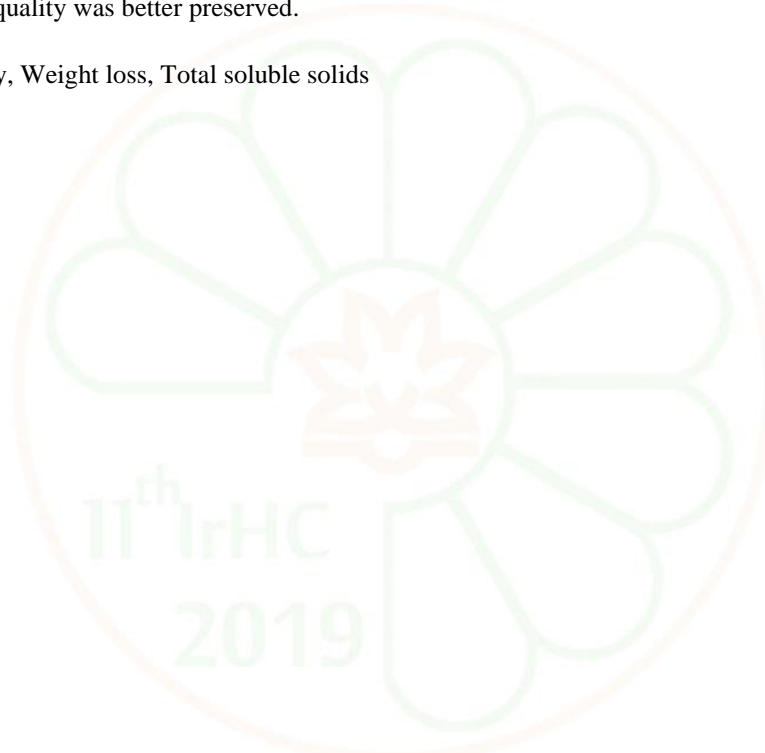 quality was better preserved.
Weight loss, Total soluble solids
11th IrHC
2019